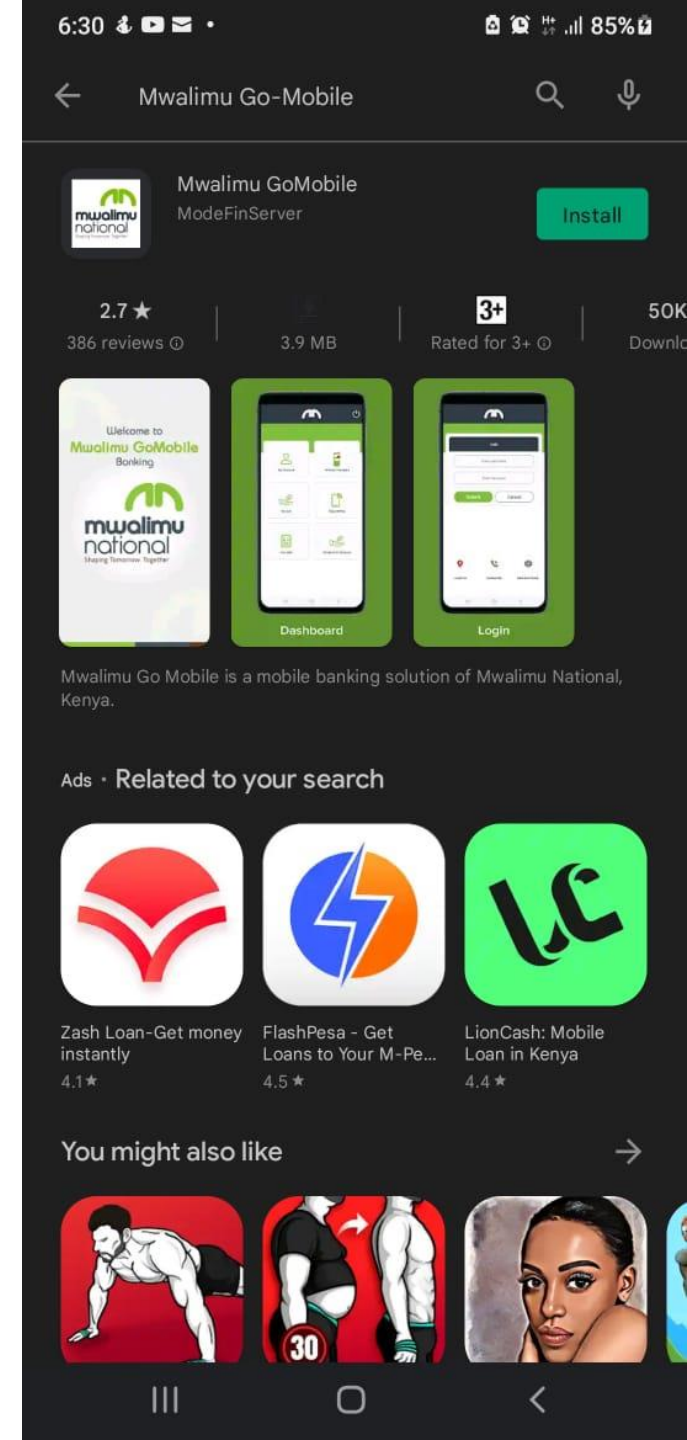 6:30
85%
Mwalimu Go-Mobile
mwalimu
national
Mwalimu GoMobile
ModeFinServer
Install
2.7★
386 reviews
3.9 MB
3+
Rated for 3+
50K
Downlo
Welcome to
Mwalimu GoMobile
Banking
mwalimu
national
Shaping Tomorrow Together
Dashboard
Login
Mwalimu Go Mobile is a mobile banking solution of Mwalimu National,
Kenya.
Ads • Related to your search
LC
Zash Loan-Get money
instantly
4.1★
FlashPesa - Get
Loans to Your M-Pe...
4.5★
LionCash: Mobile
Loan in Kenya
4.4★
You might also like
30